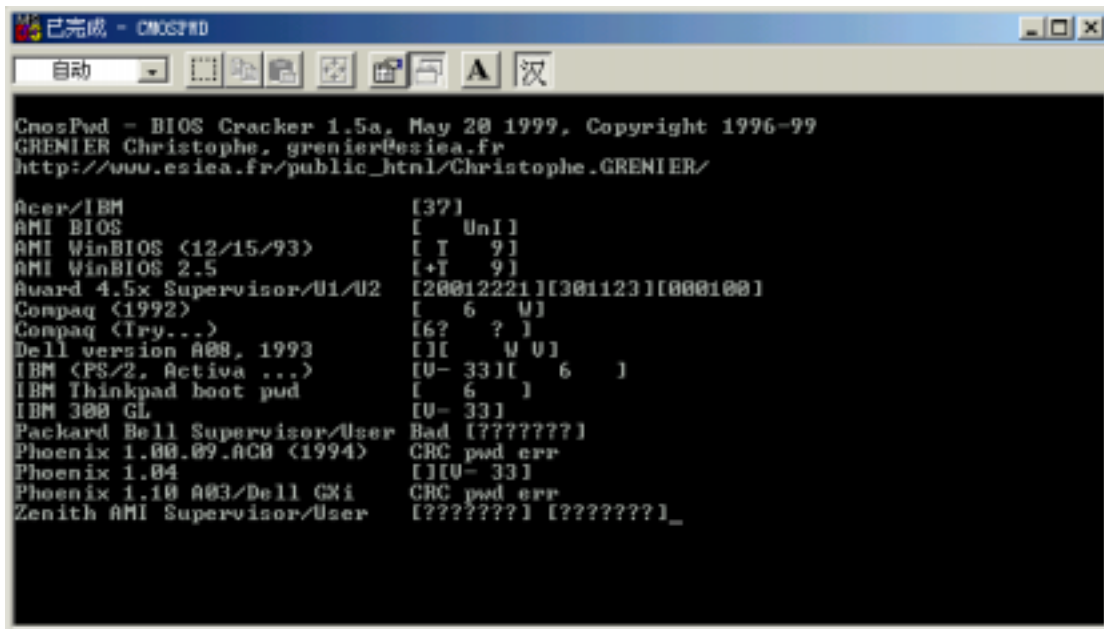 已完成 - CMOSPWD
自动
A 汉
CmosPwd - BIOS Cracker 1.5a, May 20 1999, Copyright 1996-99
GRENIER Christophe, grenier@esiea.fr
http://www.esiea.fr/public_html/Christophe.GRENIER/
Acer/IBM [37]
AMI BIOS [   UnI]
AMI WinBIOS (12/15/93) [ T   9]
AMI WinBIOS 2.5 [+T   9]
Award 4.5x Supervisor/U1/U2 [20012221][301123][000100]
Compaq (1992) [   6   W]
Compaq (Try...) [6?   ? ]
Dell version A08, 1993 [][    W V]
IBM (PS/2, Activa ...) [V- 33][   6   ]
IBM Thinkpad boot pwd [   6   ]
IBM 300 GL [V- 33]
Packard Bell Supervisor/User Bad [???????]
Phoenix 1.00.09.AC0 (1994) CRC pwd err
Phoenix 1.04 [][V- 33]
Phoenix 1.10 A03/Dell GXi CRC pwd err
Zenith AMI Supervisor/User [???????] [???????]_